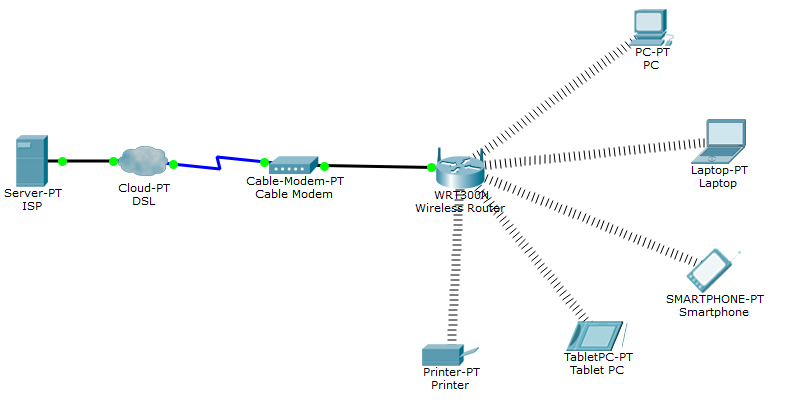 PC-PT
PC
Laptop-PT
Laptop
Server-PT
ISP
Cloud-PT
DSL
Cable-Modem-PT
Cable Modem
WRT300N
Wireless Router
SMARTPHONE-PT
Smartphone
TabletPC-PT
Tablet PC
Printer-PT
Printer